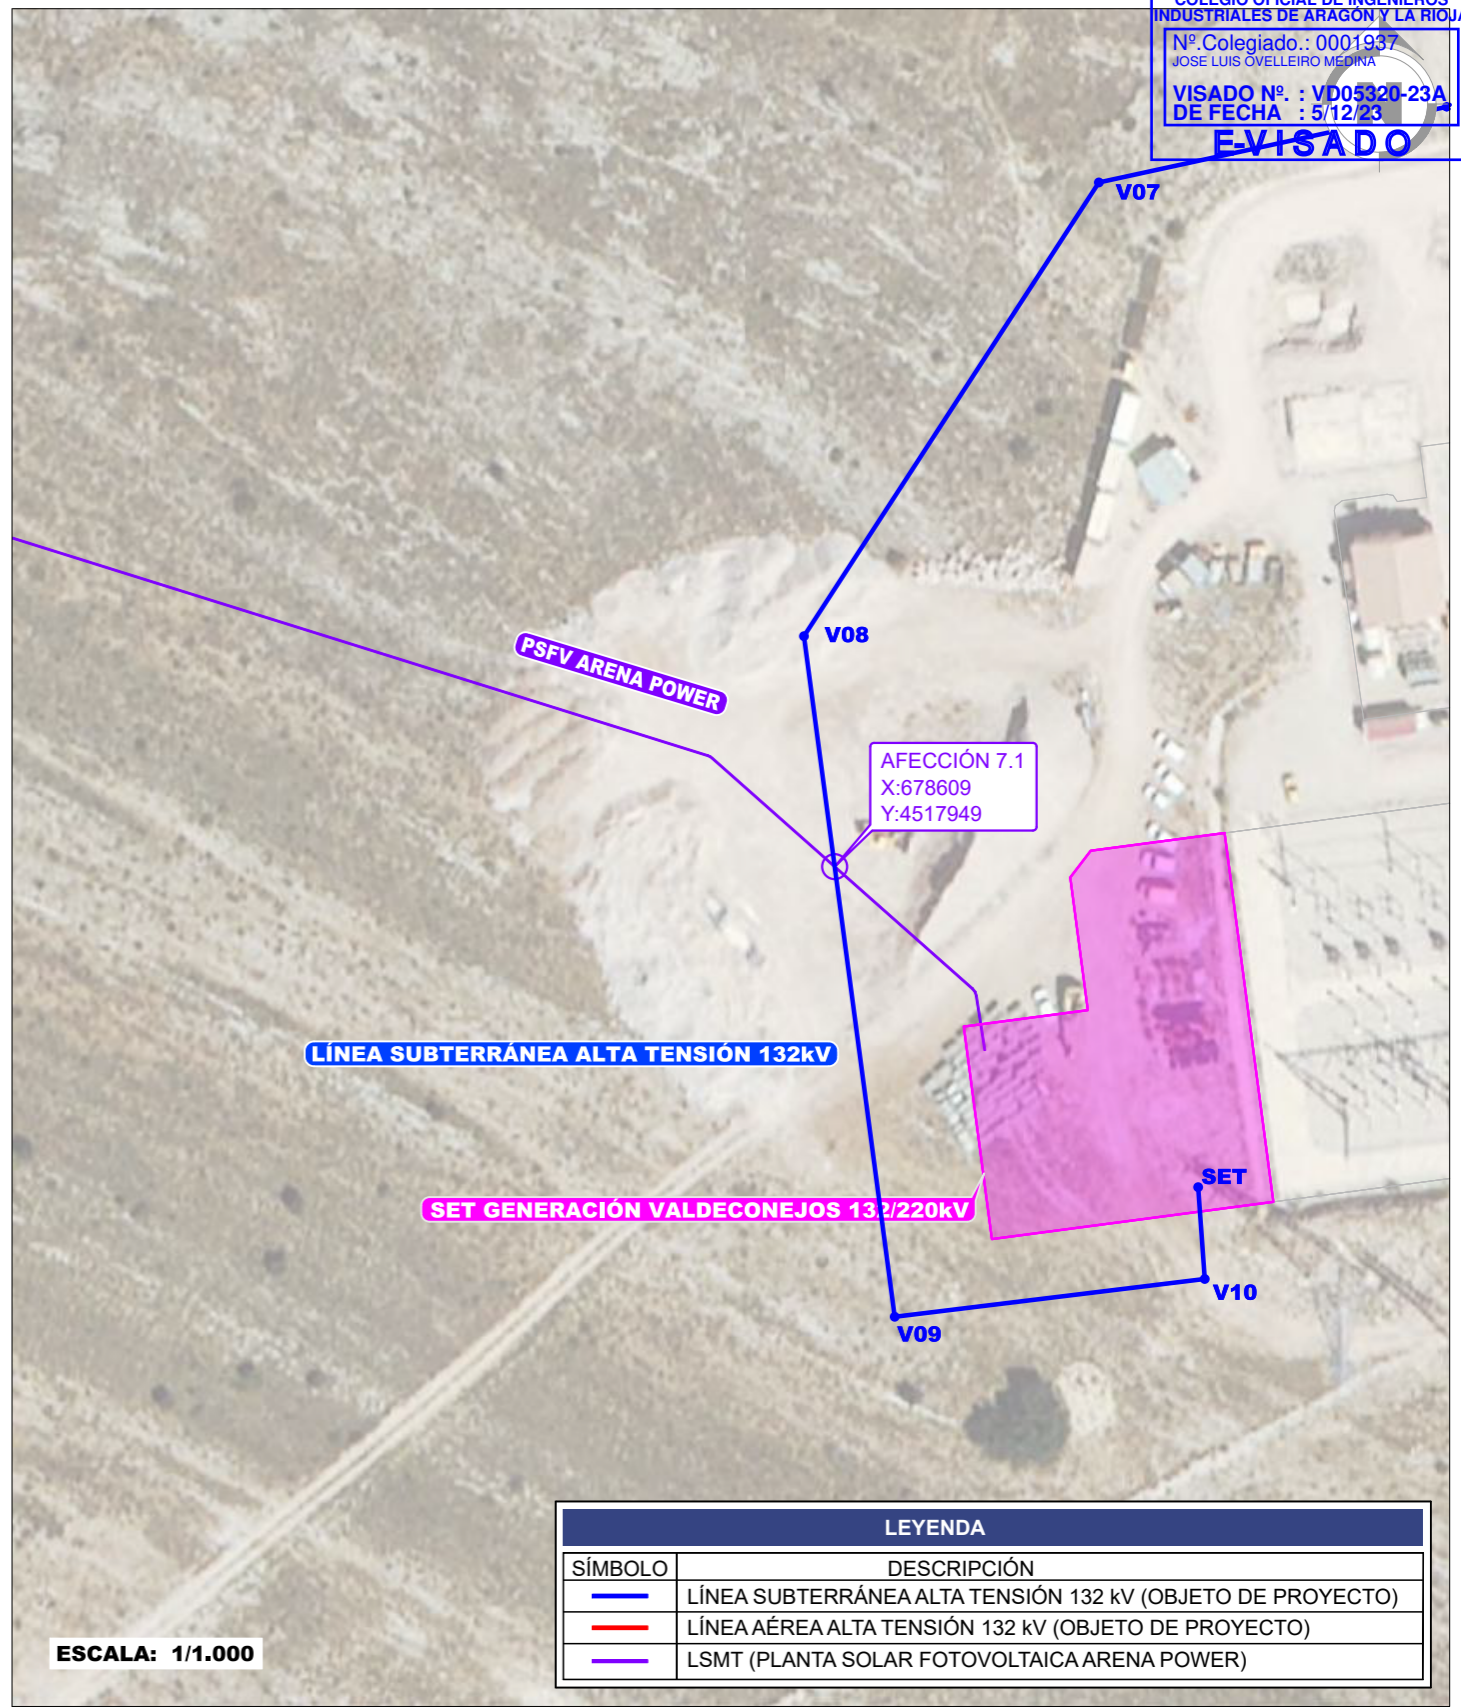 COLEGIO OFICIAL DE INGENIEROS
INDUSTRIALES DE ARAGÓN Y LA RIOJA
Nº.Colegiado.: 0001937
JOSE LUIS OVELLEIRO MEDINA
VISADO Nº. : VD05320-23A
DE FECHA : 5/12/23
E-VISADO
N
V07
V08
PSFV ARENA POWER
AFECCIÓN 7.1
X:678609
Y:4517949
LÍNEA SUBTERRÁNEA ALTA TENSIÓN 132kV
SET
SET GENERACIÓN VALDECONEJOS 132/220kV
V10
V09
LEYENDA
SÍMBOLO DESCRIPCIÓN
LÍNEA SUBTERRÁNEA ALTA TENSIÓN 132 kV (OBJETO DE PROYECTO)
LÍNEA AÉREA ALTA TENSIÓN 132 kV (OBJETO DE PROYECTO)
LSMT (PLANTA SOLAR FOTOVOLTAICA ARENA POWER)
ESCALA: 1/1.000